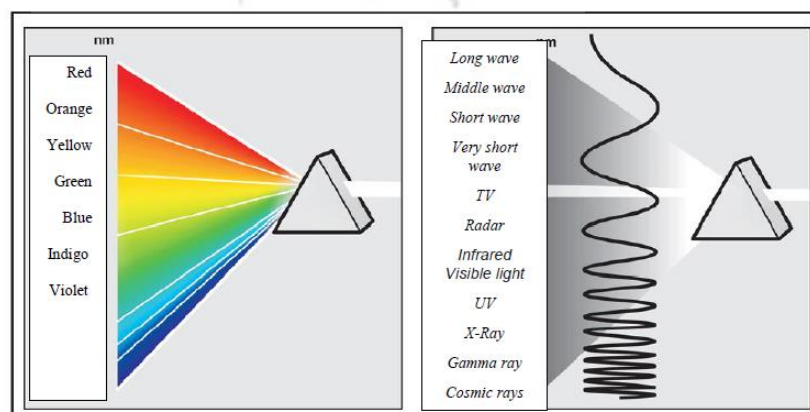 nm
Red
Orange
Yellow
Green
Blue
Indigo
Violet
nm
Long wave
Middle wave
Short wave
Very short
wave
TV
Radar
Infrared
Visible light
UV
X-Ray
Gamma ray
Cosmic rays